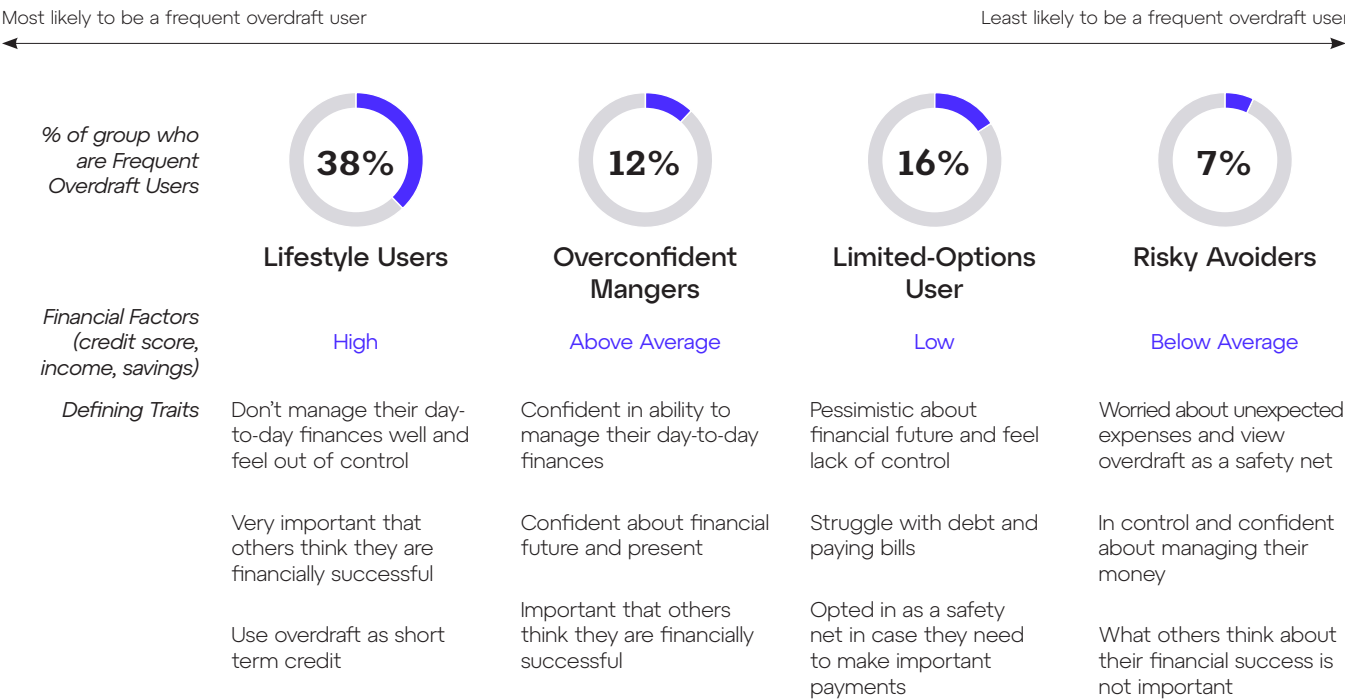 Most likely to be a frequent overdraft user
Least likely to be a frequent overdraft user
% of group who
are Frequent
Overdraft Users
38%
12%
16%
7%
Lifestyle Users
Overconfident
Mangers
Limited-Options
User
Risky Avoiders
Financial Factors
(credit score,
income, savings)
High
Above Average
Low
Below Average
Defining Traits
Don't manage their day-
to-day finances well and
feel out of control
Very important that
others think they are
financially successful
Use overdraft as short
term credit
Confident in ability to
manage their day-to-day
finances
Confident about financial
future and present
Important that others
think they are financially
successful
Pessimistic about
financial future and feel
lack of control
Struggle with debt and
paying bills
Opted in as a safety
net in case they need
to make important
payments
Worried about unexpected
expenses and view
overdraft as a safety net
In control and confident
about managing their
money
What others think about
their financial success is
not important